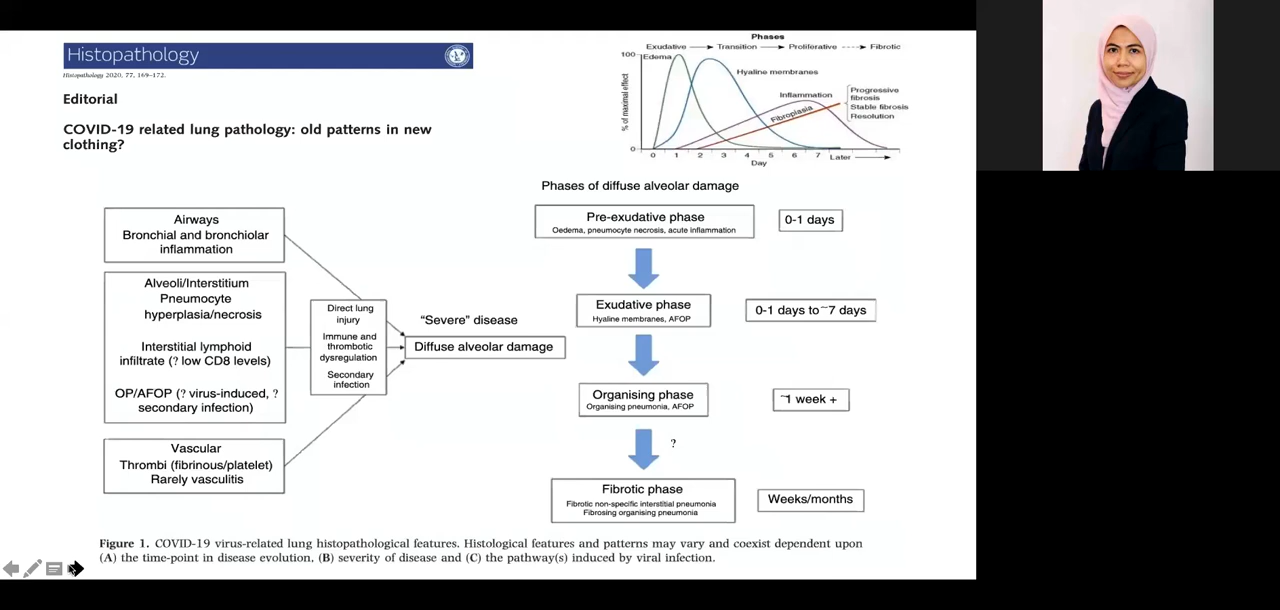 Histopathology
Histopathology 2020, 77, 169–172.
Editorial
COVID-19 related lung pathology: old patterns in new
clothing?
Phases
Exudative Transition Proliferative Fibrotic
100
Edema
Hyaline membranes
Inflammation
Fibroplasia
Progressive
fibrosis
Stable fibrosis
Resolution
% of maximal effect
0
0 1 2 3 4 5 6 7 Later
Day
Airways
Bronchial and bronchiolar
inflammation
Alveoli/Interstitium
Pneumocyte
hyperplasia/necrosis
Interstitial lymphoid
infiltrate (? low CD8 levels)
OP/AFOP (? virus-induced, ?
secondary infection)
Vascular
Thrombi (fibrinous/platelet)
Rarely vasculitis
Direct lung
injury
Immune and
thrombotic
dysregulation
Secondary
infection
“Severe” disease
Diffuse alveolar damage
Phases of diffuse alveolar damage
Pre-exudative phase
Oedema, pneumocyte necrosis, acute inflammation
0-1 days
Exudative phase
Hyaline membranes, AFOP
0-1 days to ~7 days
Organising phase
Organising pneumonia, AFOP
~1 week +
?
Fibrotic phase
Fibrotic non-specific interstitial pneumonia
Fibrosing organising pneumonia
Weeks/months
Figure 1. COVID-19 virus-related lung histopathological features. Histological features and patterns may vary and coexist dependent upon
(A) the time-point in disease evolution, (B) severity of disease and (C) the pathway(s) induced by viral infection.